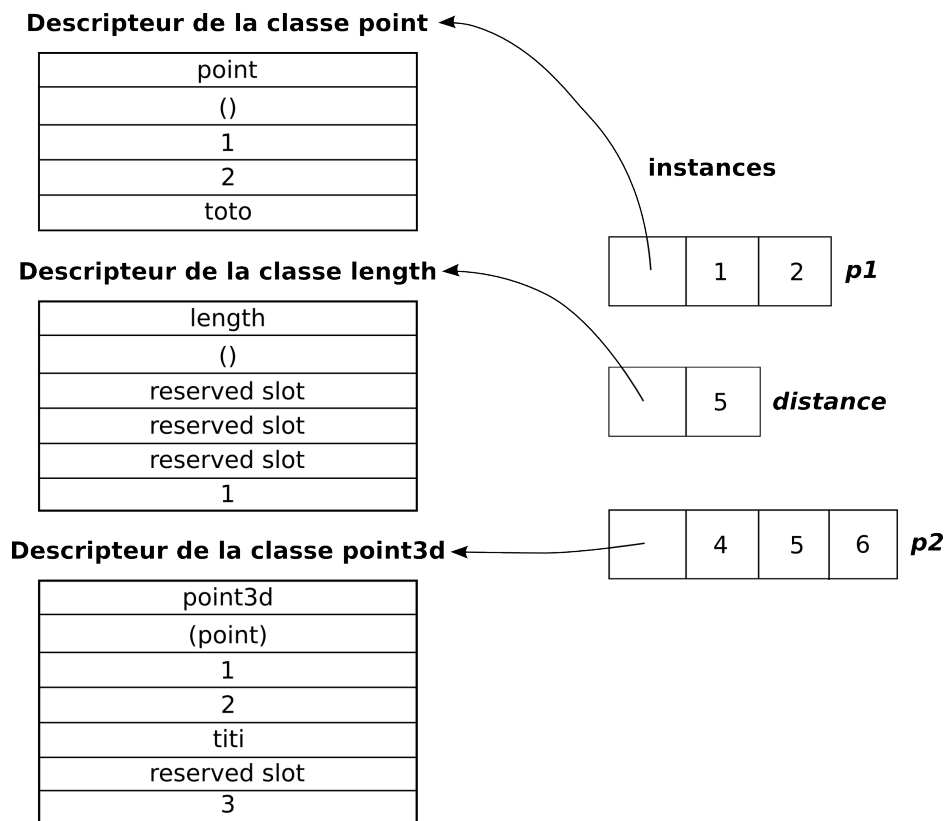 Descripteur de la classe point
point
()
1
2
toto
instances
1 2 p1
Descripteur de la classe length
length
()
reserved slot
reserved slot
reserved slot
1
5 distance
Descripteur de la classe point3d
point3d
(point)
1
2
titi
reserved slot
3
4 5 6 p2